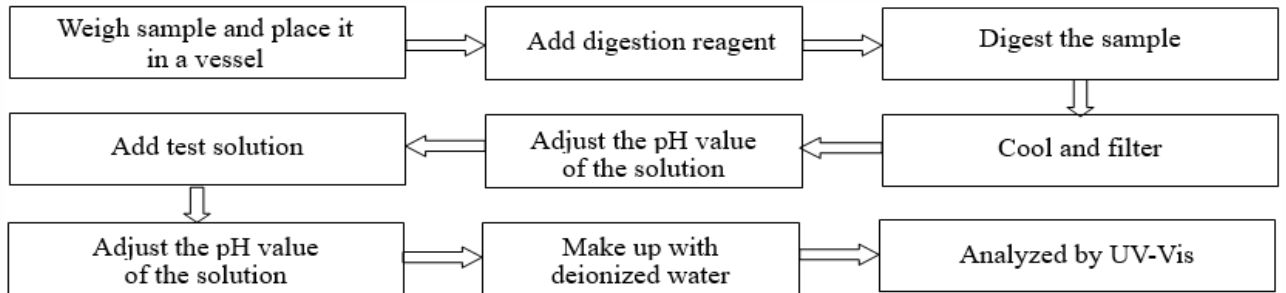 Weigh sample and place it
in a vessel
Add digestion reagent
Digest the sample
Cool and filter
Adjust the pH value
of the solution
Add test solution
Adjust the pH value
of the solution
Make up with
deionized water
Analyzed by UV-Vis